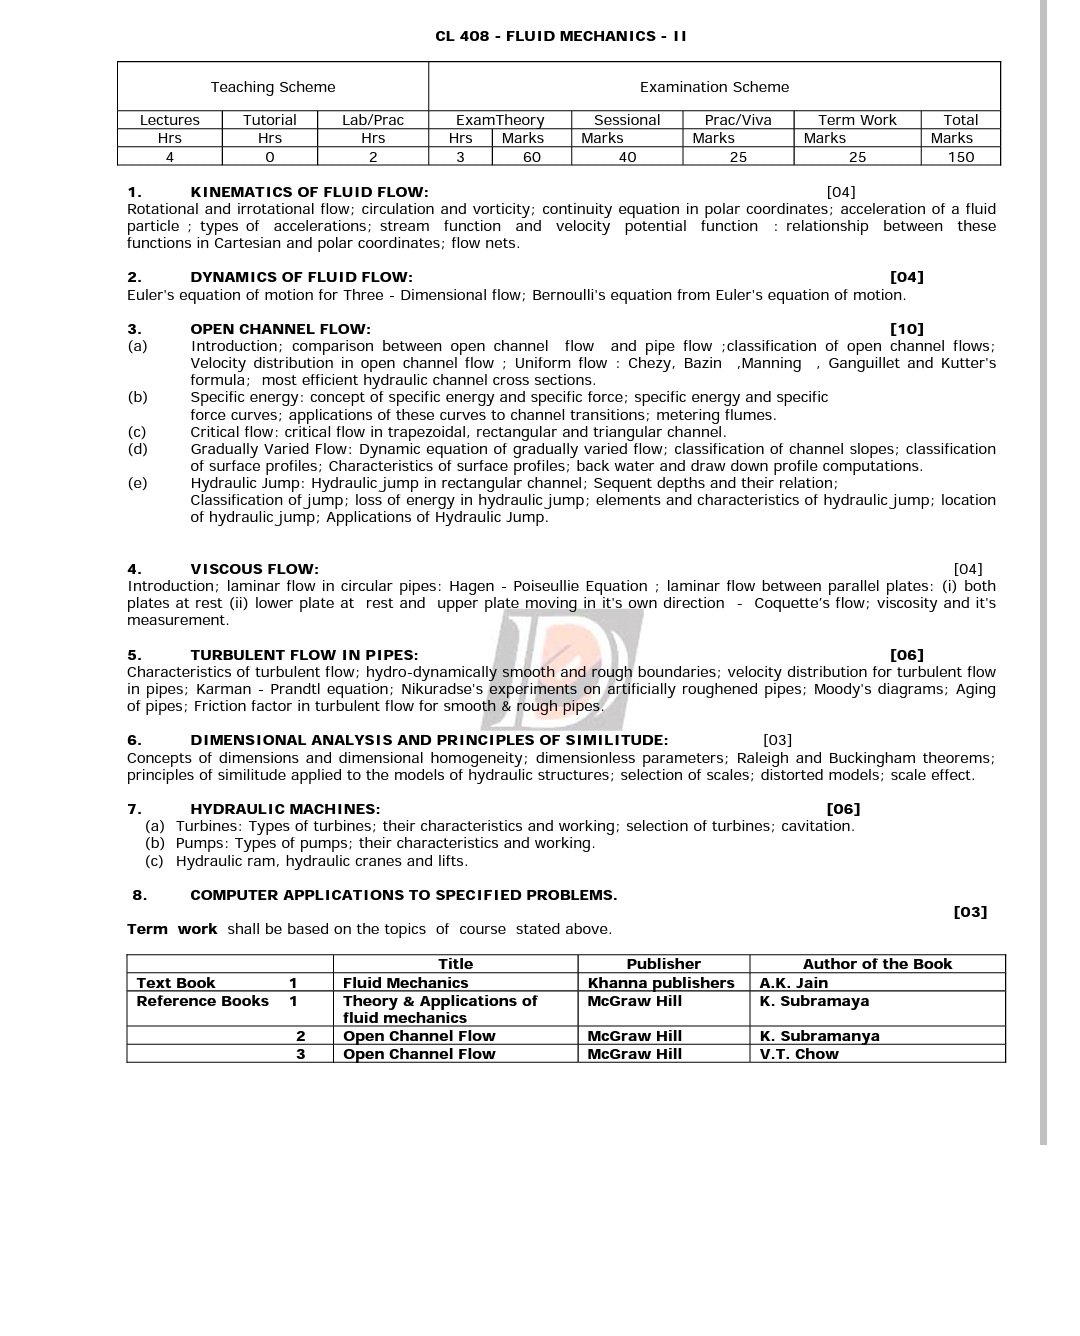 CL 408 - FLUID MECHANICS - II
Teaching Scheme Examination Scheme
Lectures Tutorial Lab/Prac ExamTheory Sessional Prac/Viva Term Work Total
Hrs Hrs Hrs Hrs Marks Marks Marks Marks Marks
4 0 2 3 60 40 25 25 150
1. KINEMATICS OF FLUID FLOW: [04]
Rotational and irrotational flow; circulation and vorticity; continuity equation in polar coordinates; acceleration of a fluid
particle ; types of accelerations; stream function and velocity potential function : relationship between these
functions in Cartesian and polar coordinates; flow nets.
2. DYNAMICS OF FLUID FLOW: [04]
Euler's equation of motion for Three - Dimensional flow; Bernoulli's equation from Euler's equation of motion.
3. OPEN CHANNEL FLOW: [10]
(a) Introduction; comparison between open channel flow and pipe flow ;classification of open channel flows;
Velocity distribution in open channel flow ; Uniform flow : Chezy, Bazin ,Manning , Ganguillet and Kutter's
formula; most efficient hydraulic channel cross sections.
(b) Specific energy: concept of specific energy and specific force; specific energy and specific
force curves; applications of these curves to channel transitions; metering flumes.
(c) Critical flow: critical flow in trapezoidal, rectangular and triangular channel.
(d) Gradually Varied Flow: Dynamic equation of gradually varied flow; classification of channel slopes; classification
of surface profiles; Characteristics of surface profiles; back water and draw down profile computations.
(e) Hydraulic Jump: Hydraulic jump in rectangular channel; Sequent depths and their relation;
Classification of jump; loss of energy in hydraulic jump; elements and characteristics of hydraulic jump; location
of hydraulic jump; Applications of Hydraulic Jump.
4. VISCOUS FLOW: [04]
Introduction; laminar flow in circular pipes: Hagen - Poiseullie Equation ; laminar flow between parallel plates: (i) both
plates at rest (ii) lower plate at rest and upper plate moving in it's own direction - Coquette's flow; viscosity and it's
measurement.
5. TURBULENT FLOW IN PIPES: [06]
Characteristics of turbulent flow; hydro-dynamically smooth and rough boundaries; velocity distribution for turbulent flow
in pipes; Karman - Prandtl equation; Nikuradse's experiments on artificially roughened pipes; Moody's diagrams; Aging
of pipes; Friction factor in turbulent flow for smooth & rough pipes.
6. DIMENSIONAL ANALYSIS AND PRINCIPLES OF SIMILITUDE: [03]
Concepts of dimensions and dimensional homogeneity; dimensionless parameters; Raleigh and Buckingham theorems;
principles of similitude applied to the models of hydraulic structures; selection of scales; distorted models; scale effect.
7. HYDRAULIC MACHINES: [06]
(a) Turbines: Types of turbines; their characteristics and working; selection of turbines; cavitation.
(b) Pumps: Types of pumps; their characteristics and working.
(c) Hydraulic ram, hydraulic cranes and lifts.
8. COMPUTER APPLICATIONS TO SPECIFIED PROBLEMS.
[03]
Term work shall be based on the topics of course stated above.
Title Publisher Author of the Book
Text Book 1 Fluid Mechanics Khanna publishers A.K. Jain
Reference Books 1 Theory & Applications of McGraw Hill K. Subramaya
fluid mechanics
2 Open Channel Flow McGraw Hill K. Subramanya
3 Open Channel Flow McGraw Hill V.T. Chow